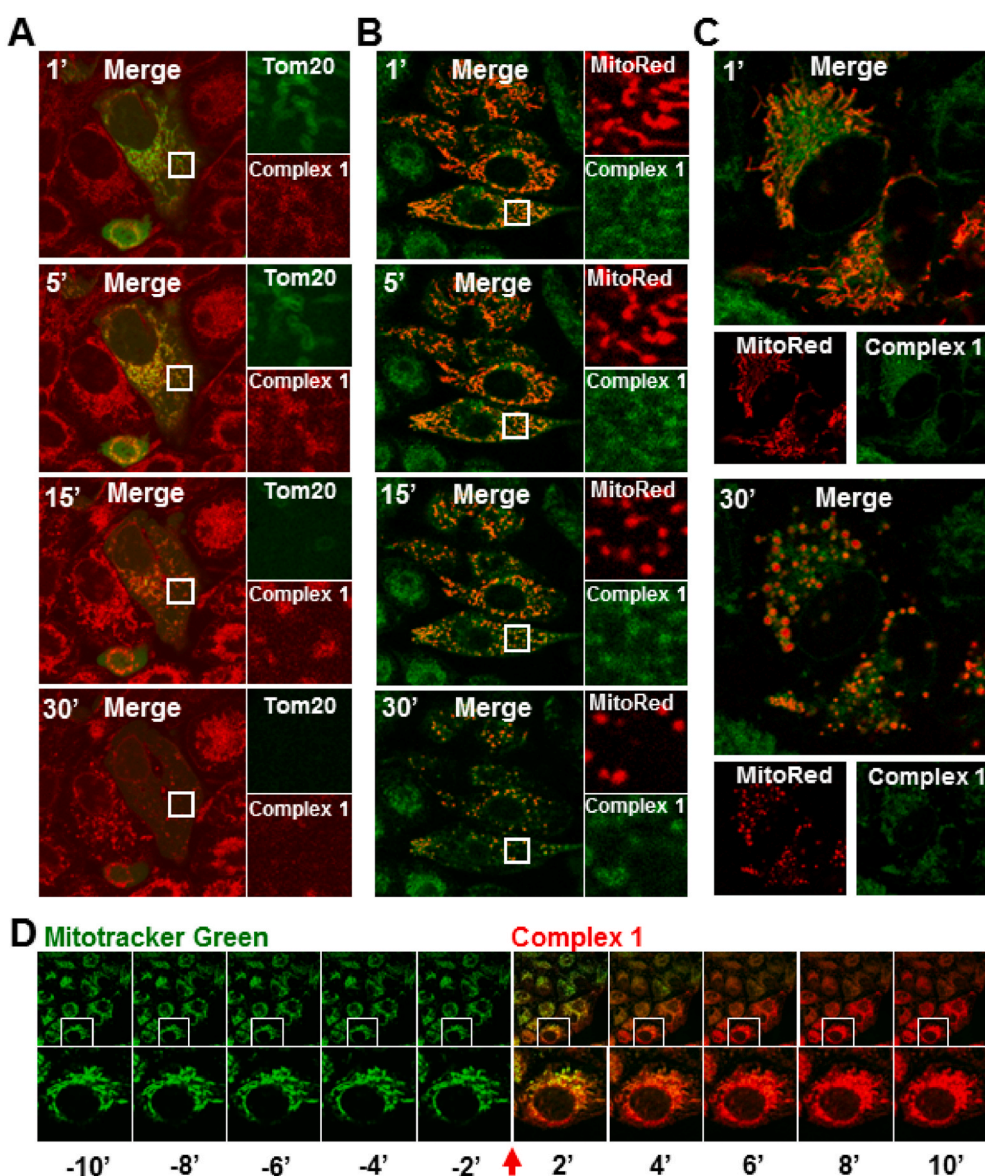 A
1’ Merge
Tom20
Complex 1
5’ Merge
Tom20
Complex 1
15’ Merge
Tom20
Complex 1
30’ Merge
Tom20
Complex 1
B
1’ Merge
MitoRed
Complex 1
5’ Merge
MitoRed
Complex 1
15’ Merge
MitoRed
Complex 1
30’ Merge
MitoRed
Complex 1
C
1’ Merge
MitoRed Complex 1
30’ Merge
MitoRed Complex 1
D Mitotracker Green Complex 1
-10’ -8’ -6’ -4’ -2’ 2’ 4’ 6’ 8’ 10’